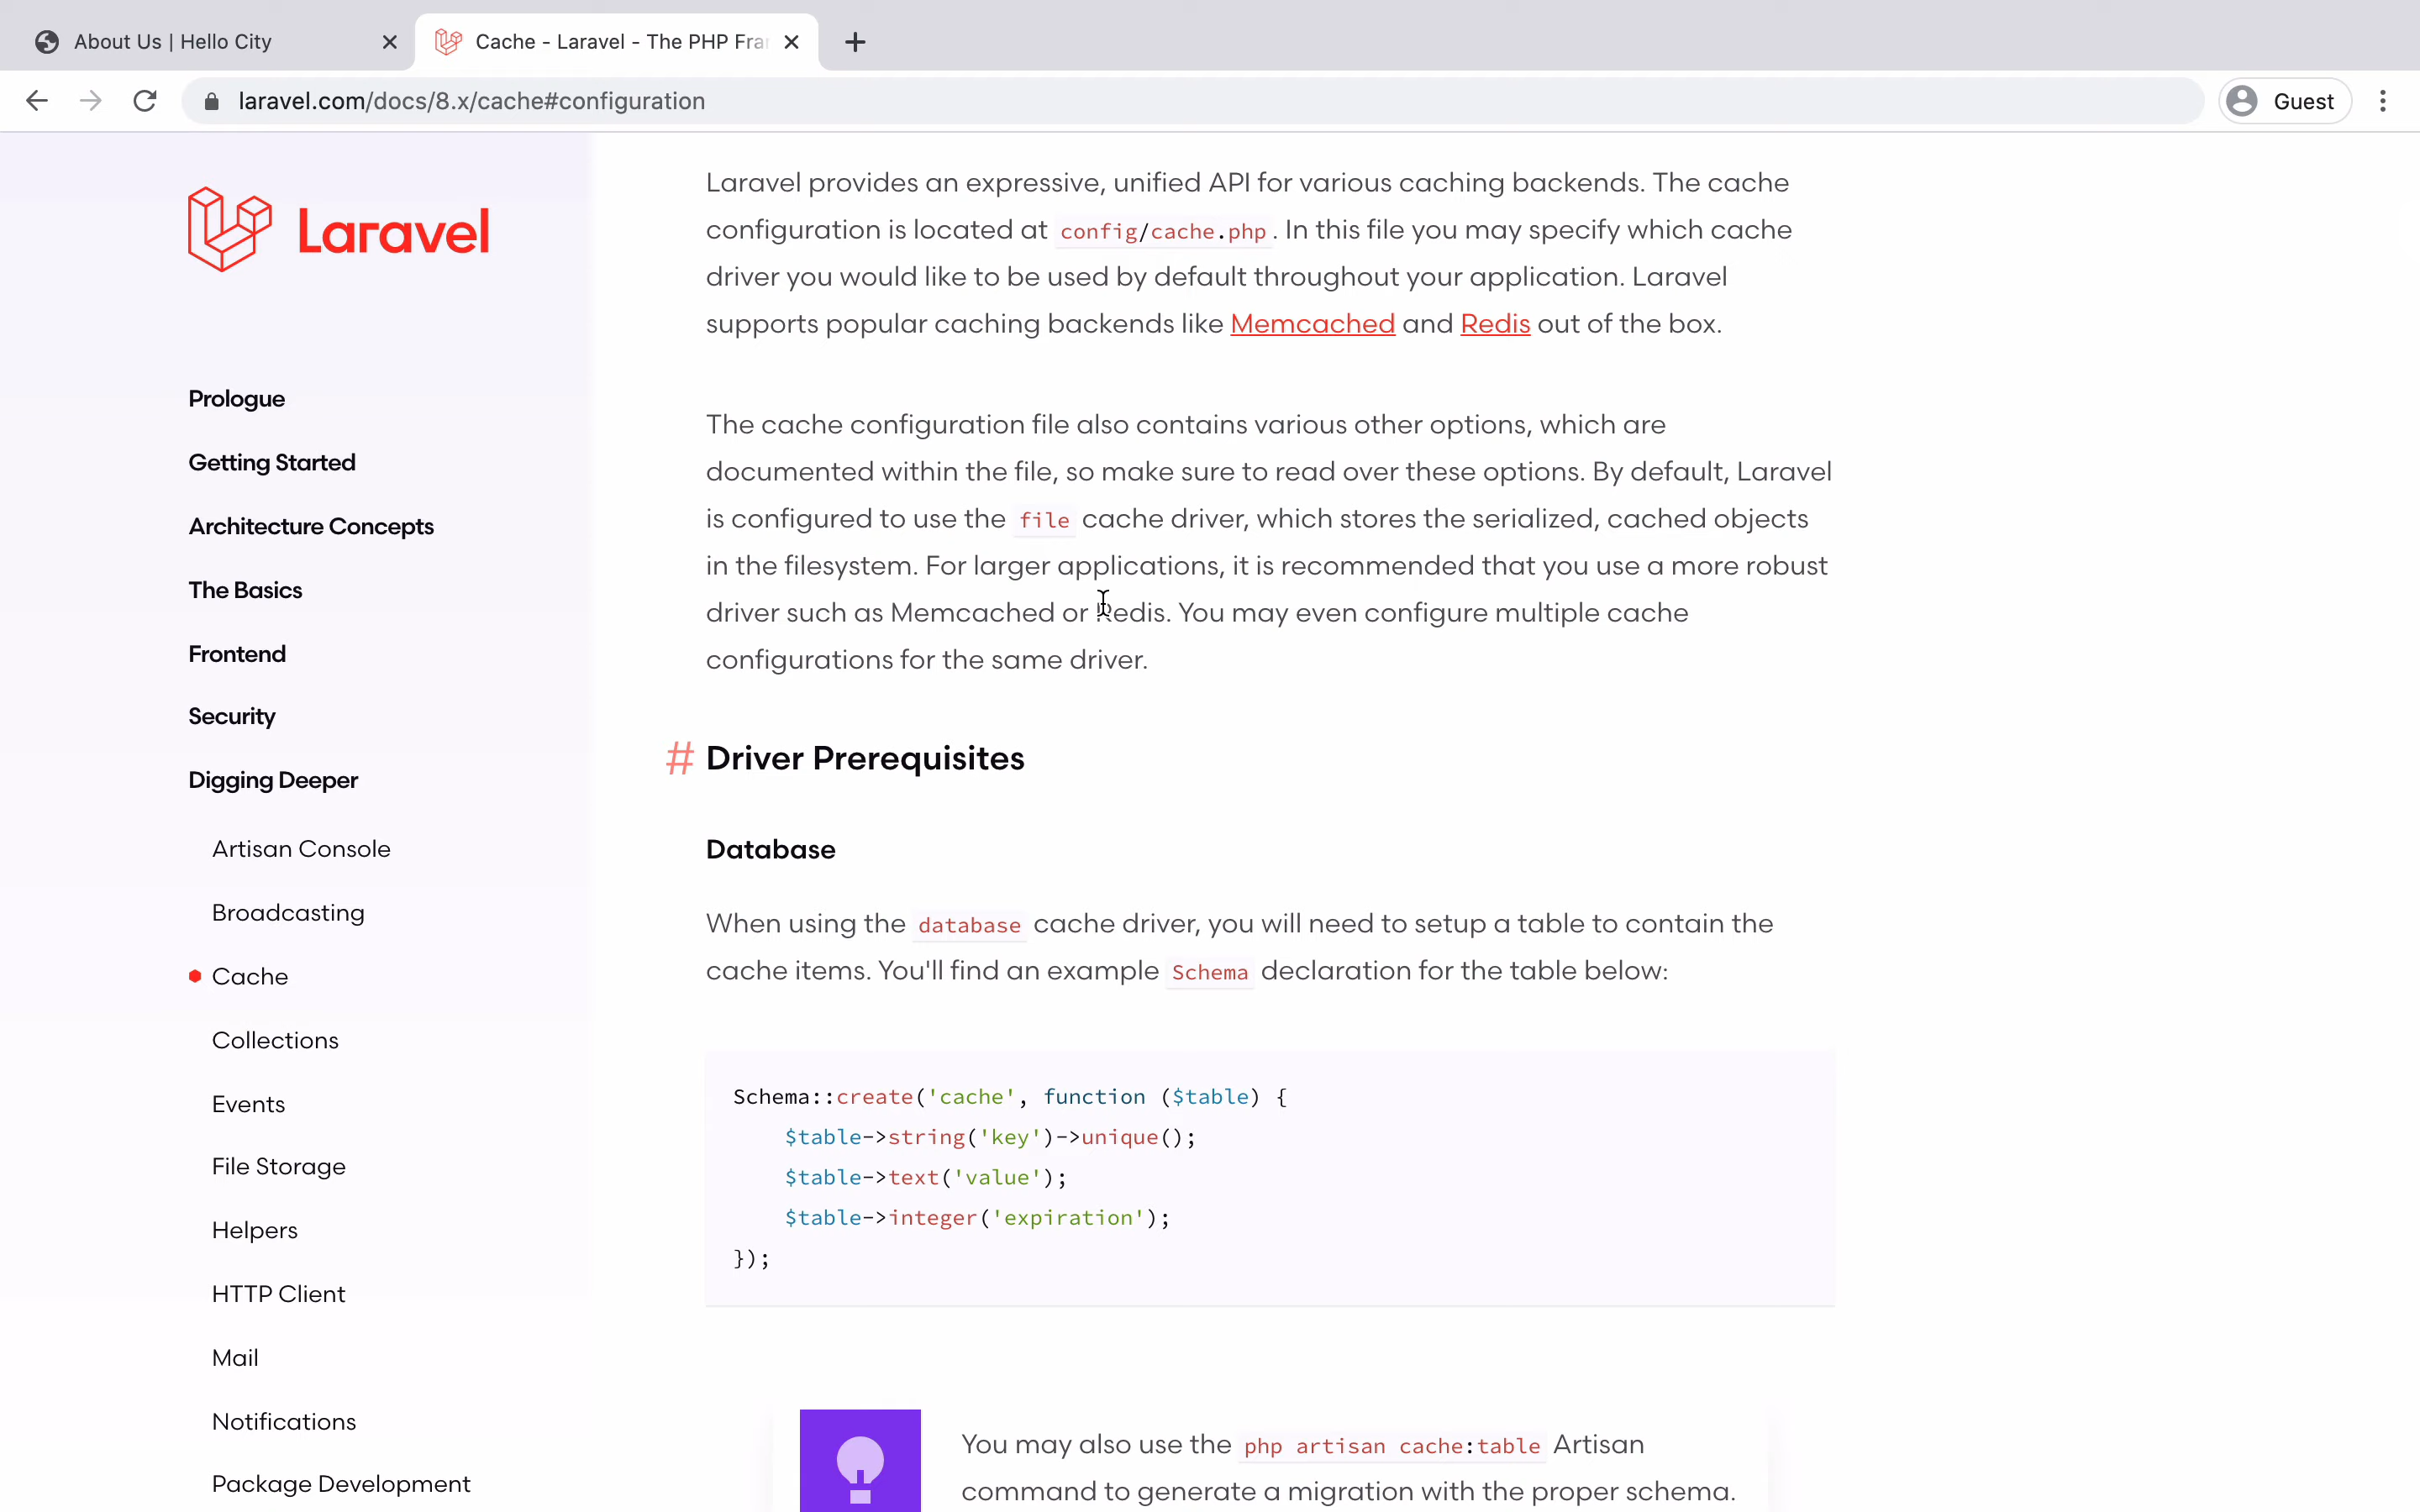 About Us | Hello City
Cache - Laravel - The PHP Fra
laravel.com/docs/8.x/cache#configuration
Guest
Laravel
Prologue
Getting Started
Architecture Concepts
The Basics
Frontend
Security
Digging Deeper
Artisan Console
Broadcasting
Cache
Collections
Events
File Storage
Helpers
HTTP Client
Mail
Notifications
Package Development
Laravel provides an expressive, unified API for various caching backends. The cache
configuration is located at config/cache.php. In this file you may specify which cache
driver you would like to be used by default throughout your application. Laravel
supports popular caching backends like Memcached and Redis out of the box.
The cache configuration file also contains various other options, which are
documented within the file, so make sure to read over these options. By default, Laravel
is configured to use the file cache driver, which stores the serialized, cached objects
in the filesystem. For larger applications, it is recommended that you use a more robust
driver such as Memcached or Redis. You may even configure multiple cache
configurations for the same driver.
# Driver Prerequisites
Database
When using the database cache driver, you will need to setup a table to contain the
cache items. You'll find an example Schema declaration for the table below:
Schema::create('cache', function ($table) {
    $table->string('key')->unique();
    $table->text('value');
    $table->integer('expiration');
});
You may also use the php artisan cache:table Artisan
command to generate a migration with the proper schema.